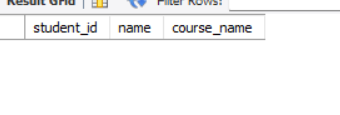 Result Grid Filter Rows:
student_id name course_name